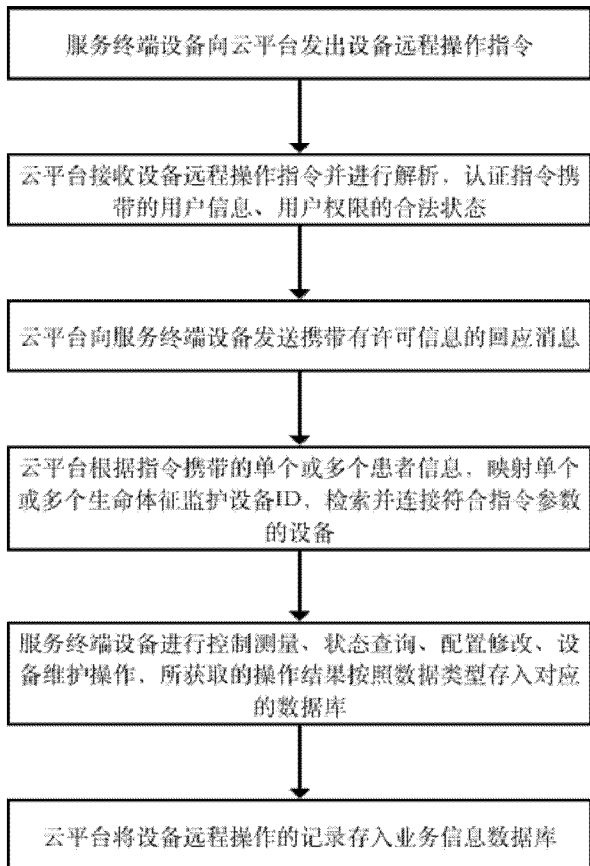 服务终端设备向云平台发出设备远程操作指令
云平台接收设备远程操作指令并进行解析，认证指令携
带的用户信息、用户权限的合法状态
云平台向服务终端设备发送携带有许可信息的回应消息
云平台根据指令携带的单个或多个患者信息，映射单个
或多个生命体征监护设备ID，检索并连接符合指令参数
的设备
服务终端设备进行控制测量、状态查询、配置修改、设
备维护操作，所获取的操作结果按照数据类型存入对应
的数据库
云平台将设备远程操作的记录存入业务信息数据库